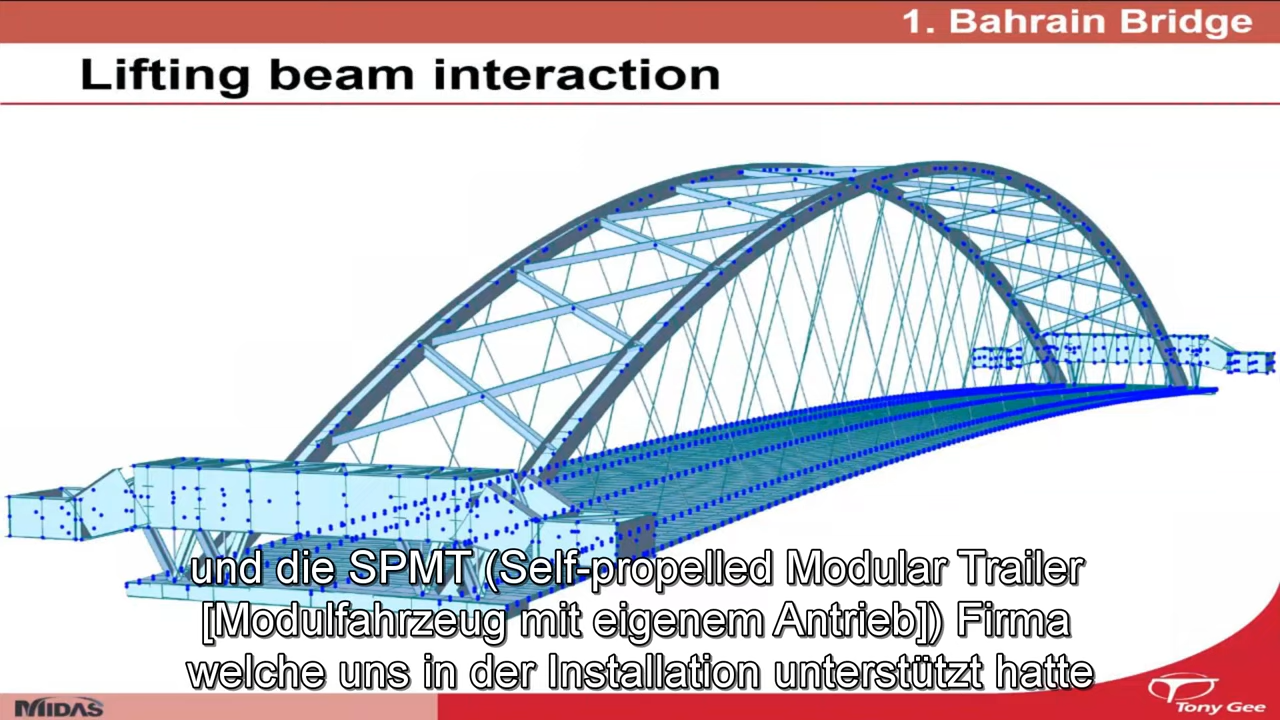 1. Bahrain Bridge
Lifting beam interaction
und die SPMT (Self-propelled Modular Trailer
[Modulfahrzeug mit eigenem Antrieb]) Firma
welche uns in der Installation unterstützt hatte
MIDAS
Tony Gee